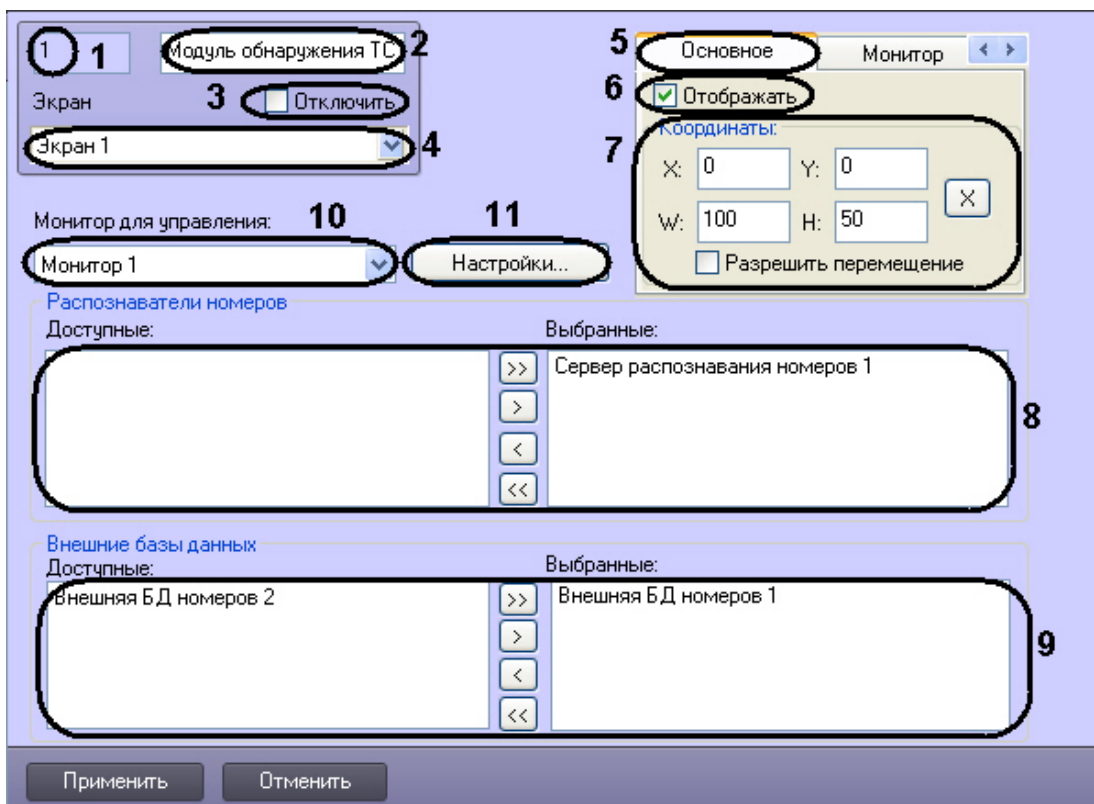 1 1 Модуль обнаружения ТС 2
Экран 3 Отключить
Экран 1 4
5 Основное Монитор
6 Отображать
7 Координаты:
X: 0 Y: 0
X
W: 100 H: 50
Разрешить перемещение
Монитор для управления: 10 11
Монитор 1 Настройки...
Распознаватели номеров
Доступные: Выбранные:
>> Сервер распознавания номеров 1
>
<
<<
8
Внешние базы данных
Доступные: Выбранные:
Внешняя БД номеров 2 >> Внешняя БД номеров 1
>
<
<<
9
Применить Отменить